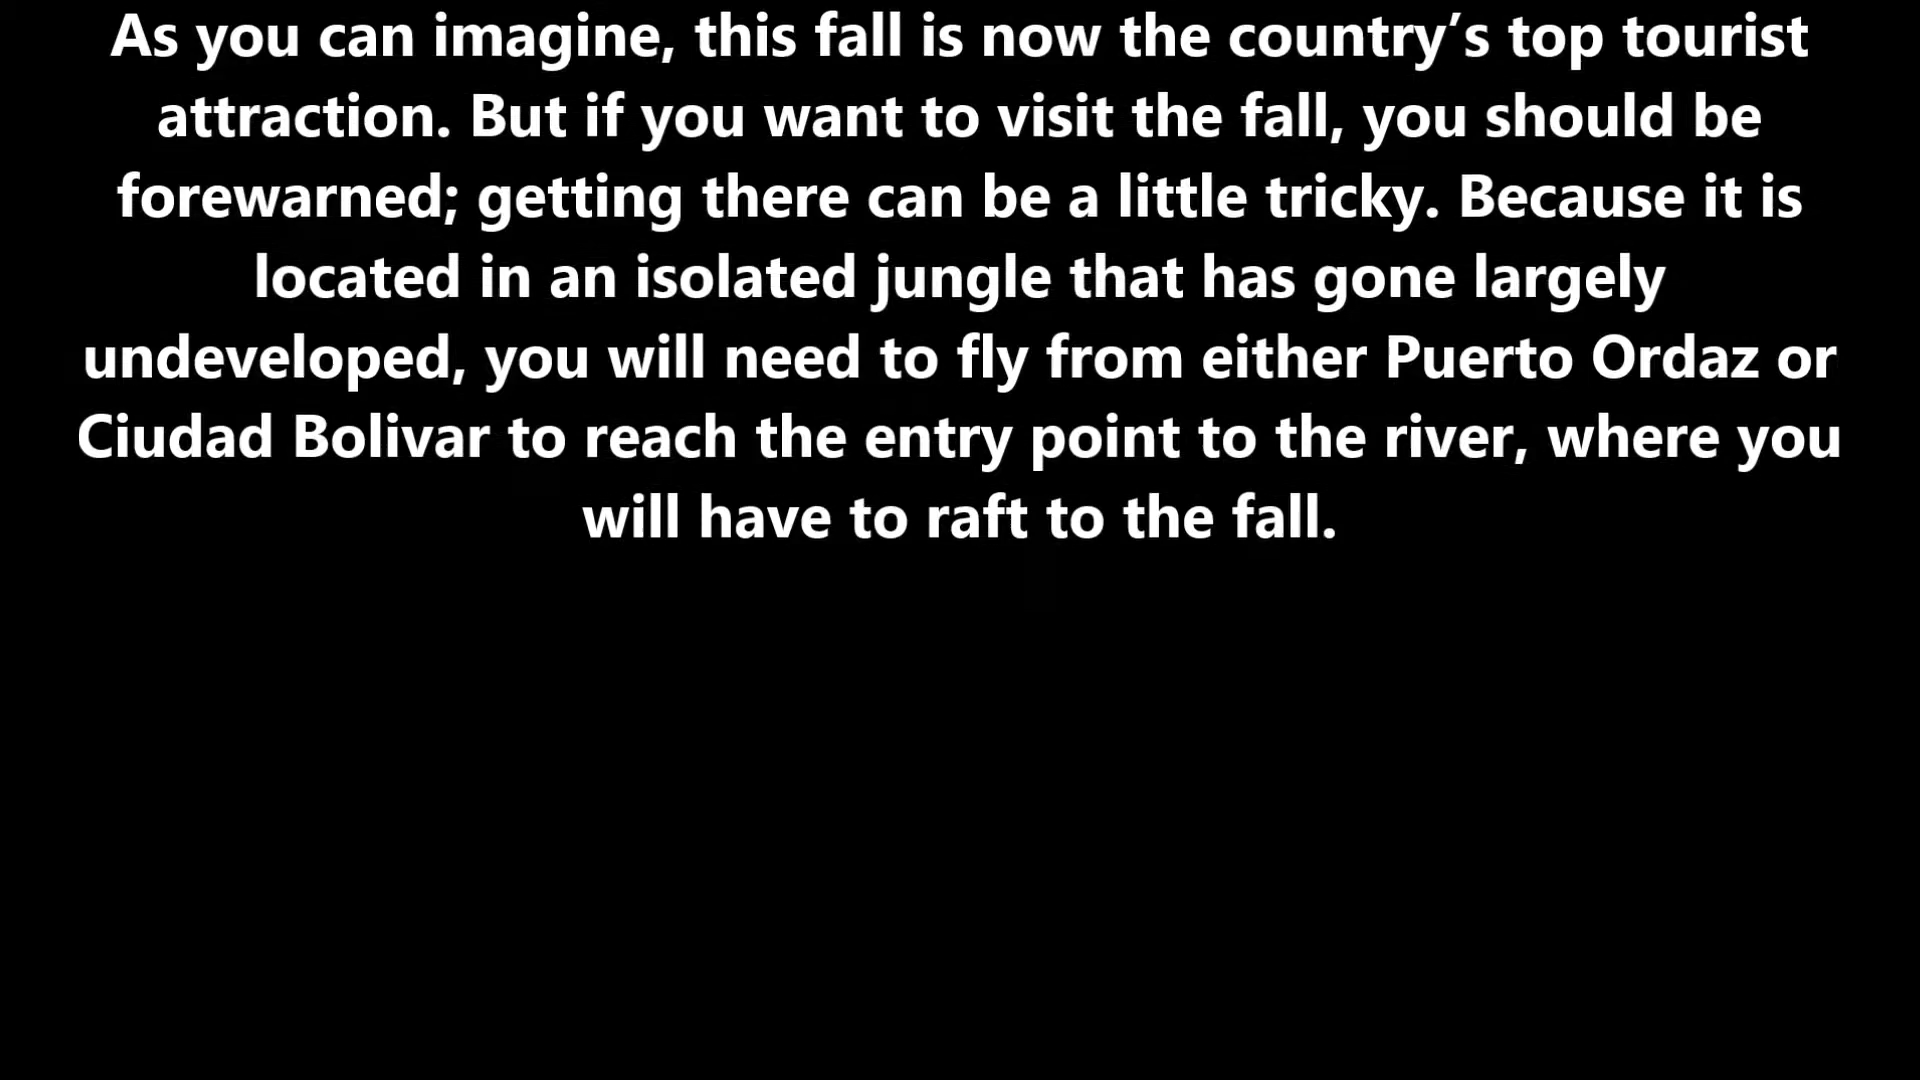 As you can imagine, this fall is now the country’s top tourist
attraction. But if you want to visit the fall, you should be
forewarned; getting there can be a little tricky. Because it is
located in an isolated jungle that has gone largely
undeveloped, you will need to fly from either Puerto Ordaz or
Ciudad Bolivar to reach the entry point to the river, where you
will have to raft to the fall.